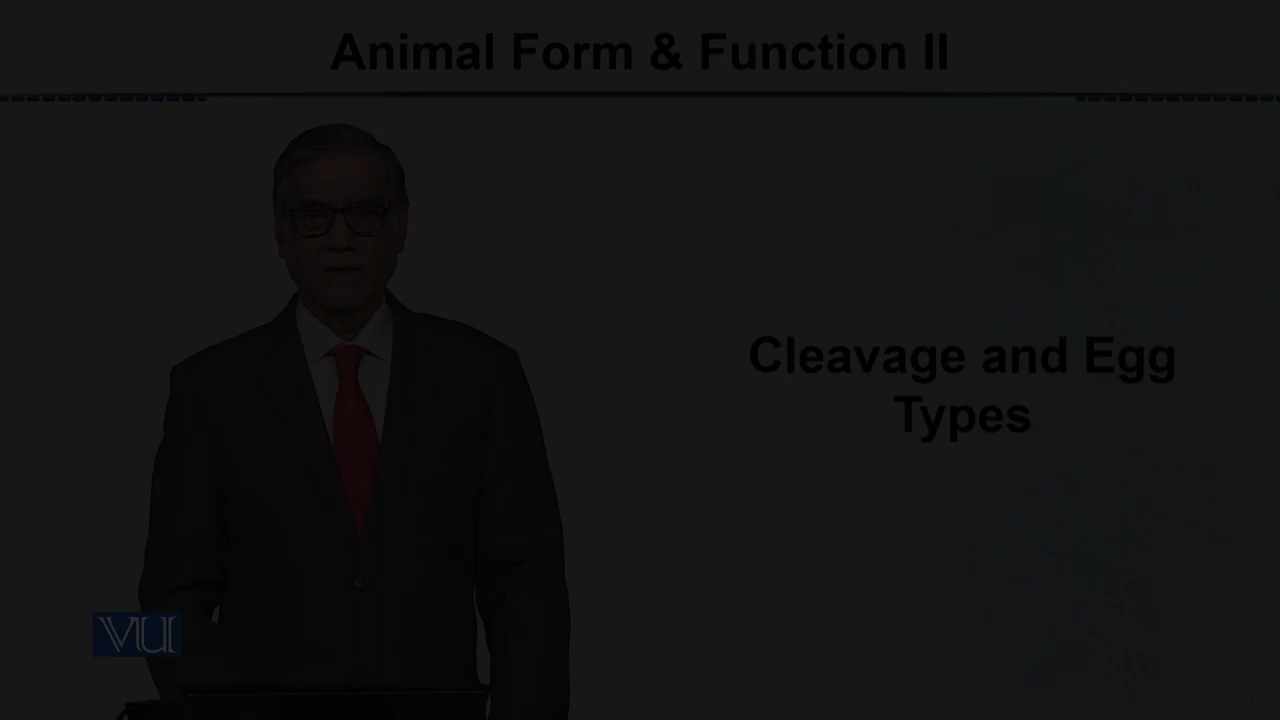 Animal Form & Function II
Cleavage and Egg
Types
VU